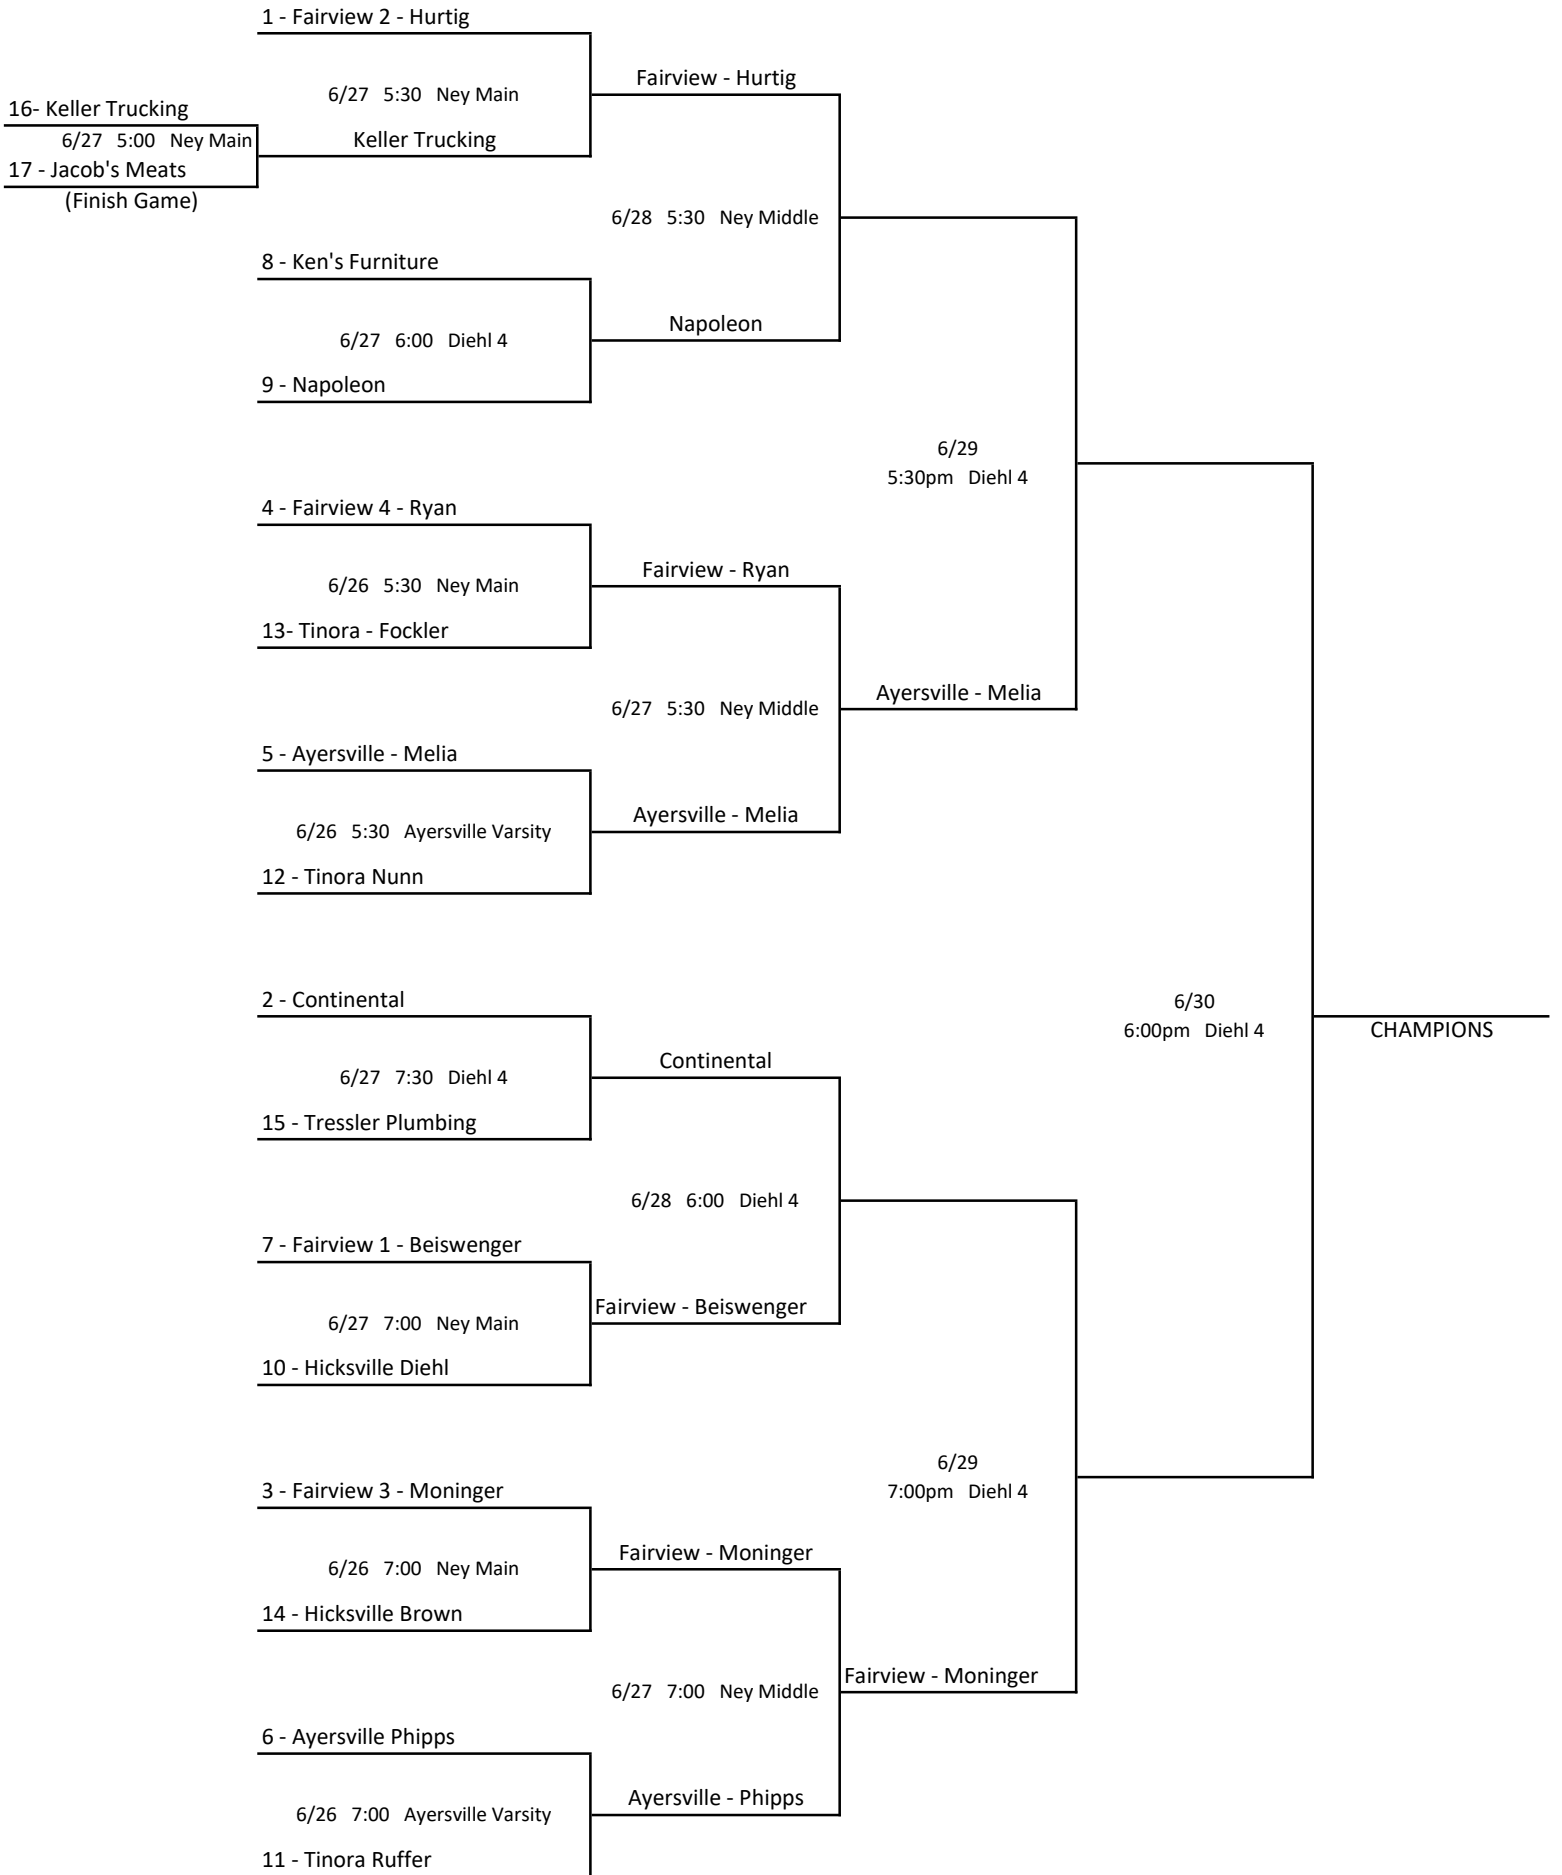 1 - Fairview 2 - Hurtig
Fairview - Hurtig
6/27 5:30 Ney Main
16- Keller Trucking
6/27 5:00 Ney Main
Keller Trucking
17 - Jacob's Meats
(Finish Game)
6/28 5:30 Ney Middle
8 - Ken's Furniture
Napoleon
6/27 6:00 Diehl 4
9 - Napoleon
6/29
5:30pm Diehl 4
4 - Fairview 4 - Ryan
Fairview - Ryan
6/26 5:30 Ney Main
13- Tinora - Fockler
Ayersville - Melia
6/27 5:30 Ney Middle
5 - Ayersville - Melia
Ayersville - Melia
6/26 5:30 Ayersville Varsity
12 - Tinora Nunn
2 - Continental
6/30
6:00pm Diehl 4
CHAMPIONS
Continental
6/27 7:30 Diehl 4
15 - Tressler Plumbing
6/28 6:00 Diehl 4
7 - Fairview 1 - Beiswenger
Fairview - Beiswenger
6/27 7:00 Ney Main
10 - Hicksville Diehl
6/29
7:00pm Diehl 4
3 - Fairview 3 - Moninger
Fairview - Moninger
6/26 7:00 Ney Main
14 - Hicksville Brown
Fairview - Moninger
6/27 7:00 Ney Middle
6 - Ayersville Phipps
Ayersville - Phipps
6/26 7:00 Ayersville Varsity
11 - Tinora Ruffer